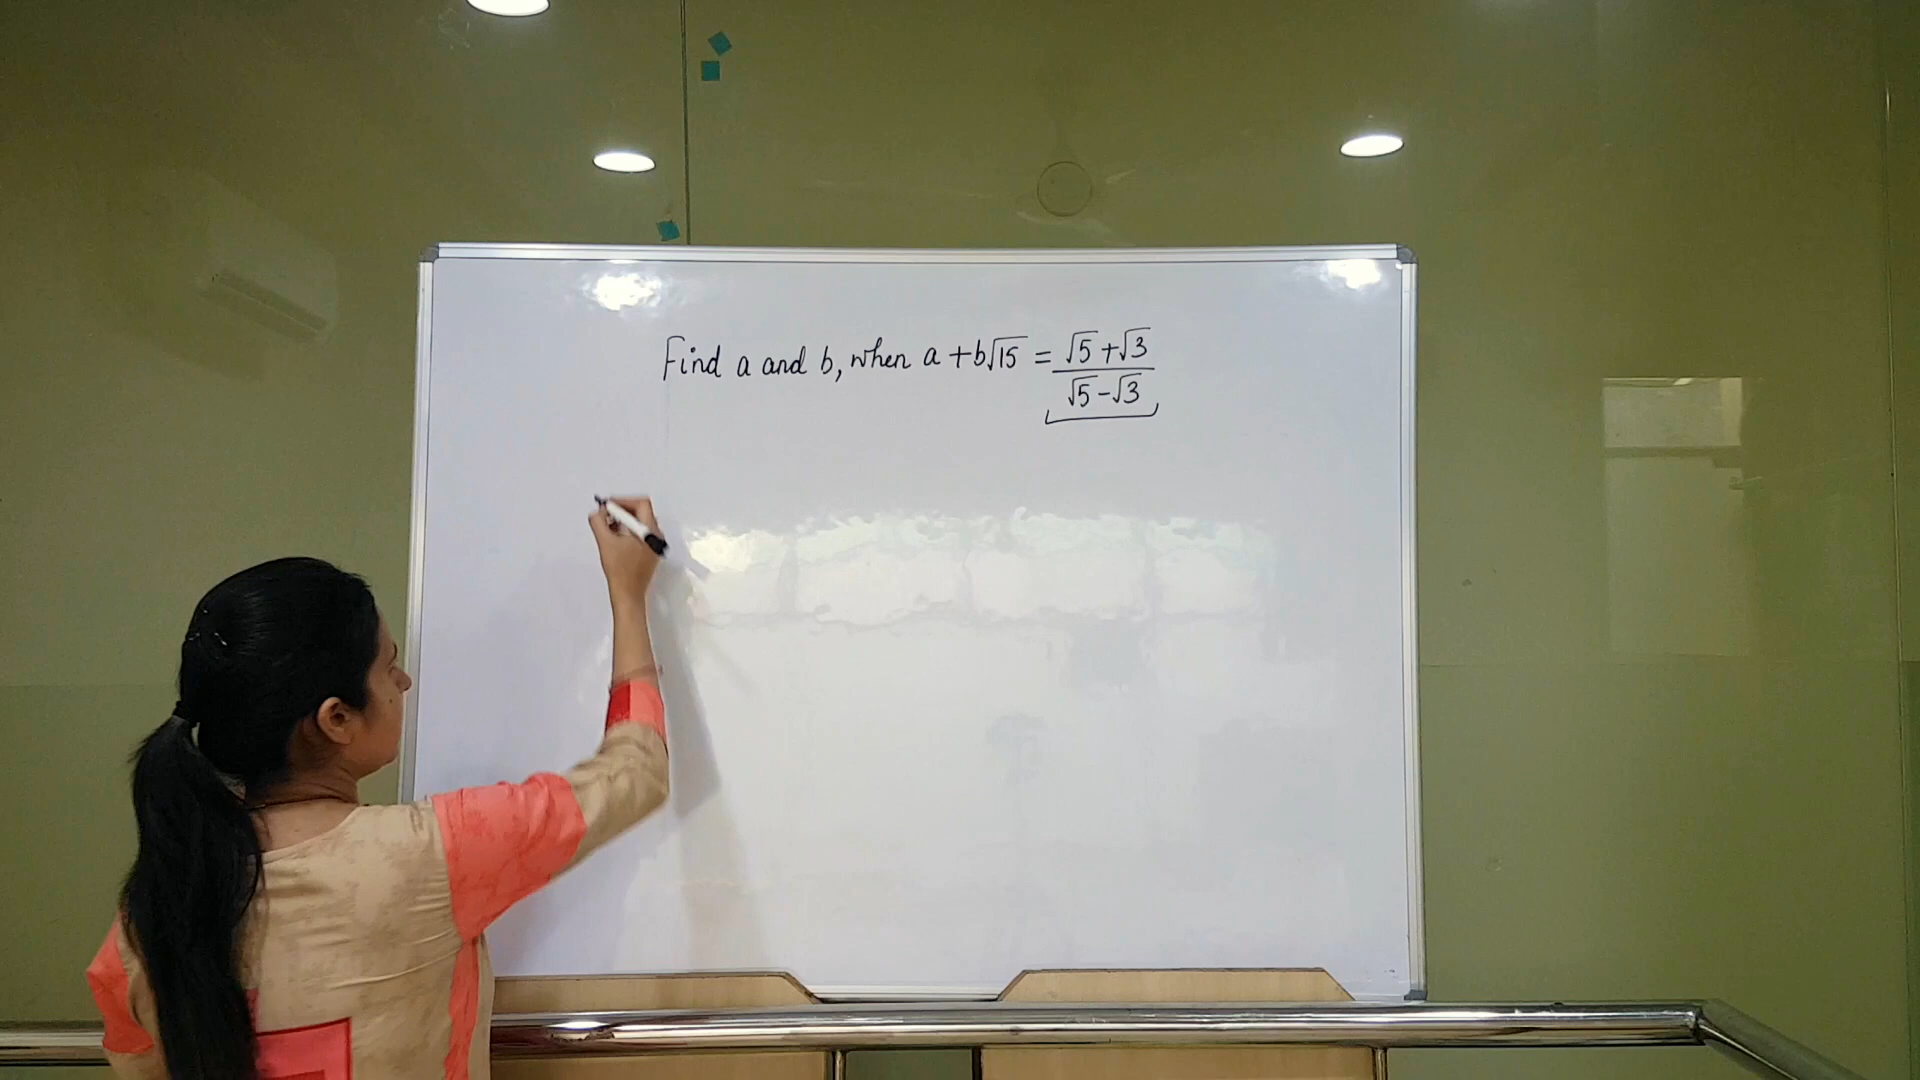 Find a and b, when a + b√15 = √5 + √3
√5 - √3